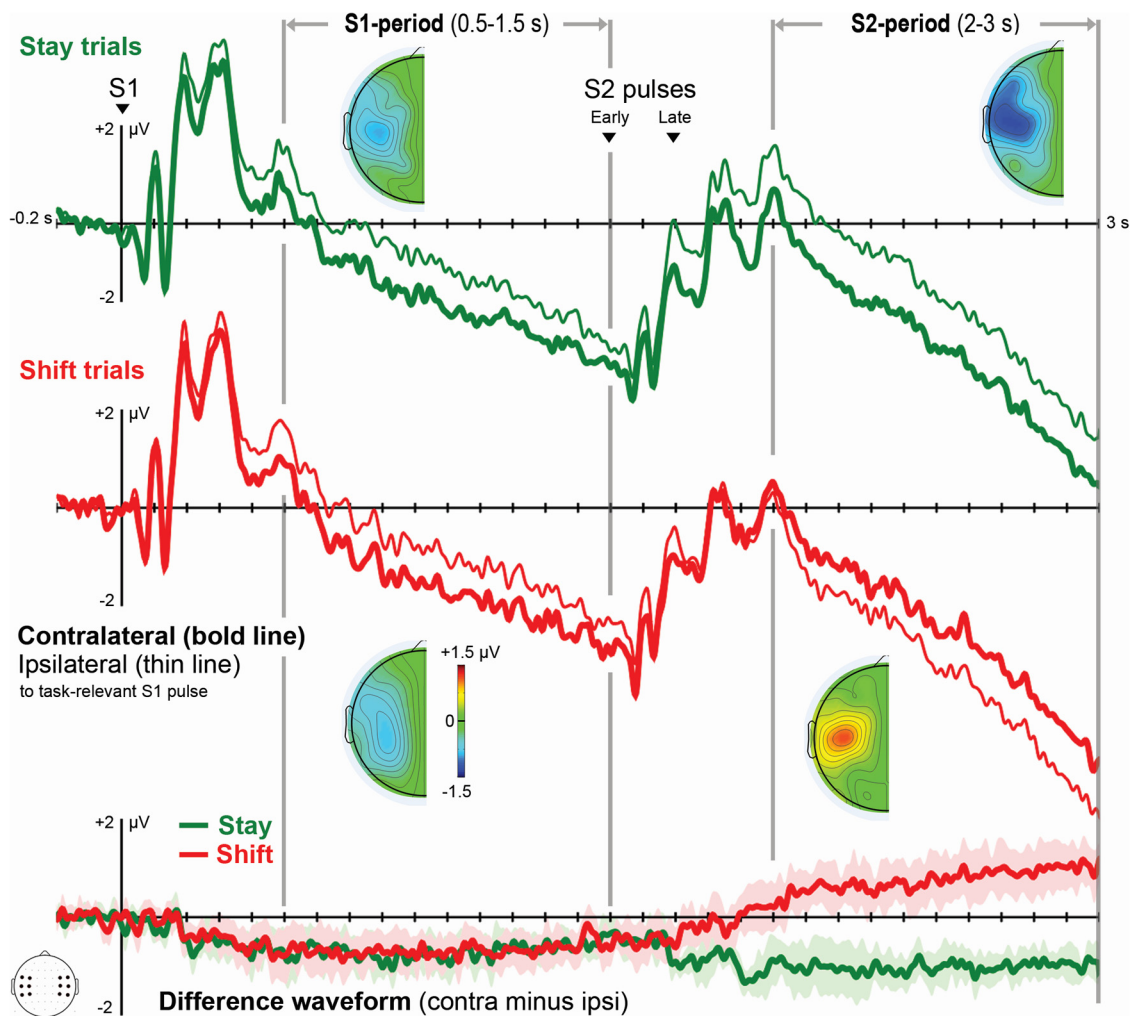 S1-period (0.5-1.5 s)
S2-period (2-3 s)
Stay trials
S1
S2 pulses
Early
Late
+2 µV
-0.2 s
3 s
-2
Shift trials
+2 µV
-2
Contralateral (bold line)
Ipsilateral (thin line)
to task-relevant S1 pulse
+1.5 µV
0
-1.5
+2 µV
Stay
Shift
-2
Difference waveform (contra minus ipsi)